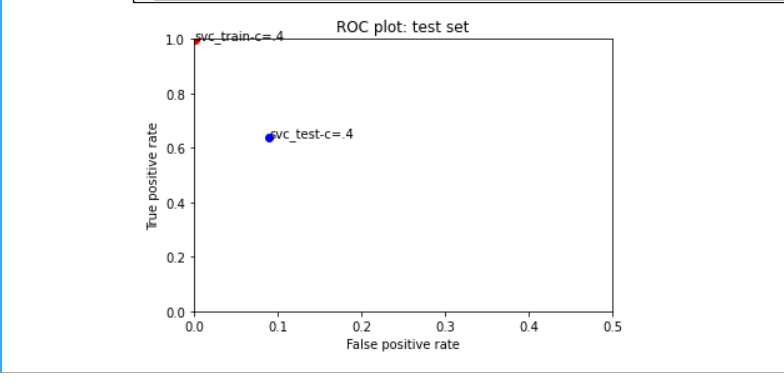 ROC plot: test set
svc_train-c=.4
svc_test-c=.4
True positive rate
1.0
0.8
0.6
0.4
0.2
0.0
0.0 0.1 0.2 0.3 0.4 0.5
False positive rate